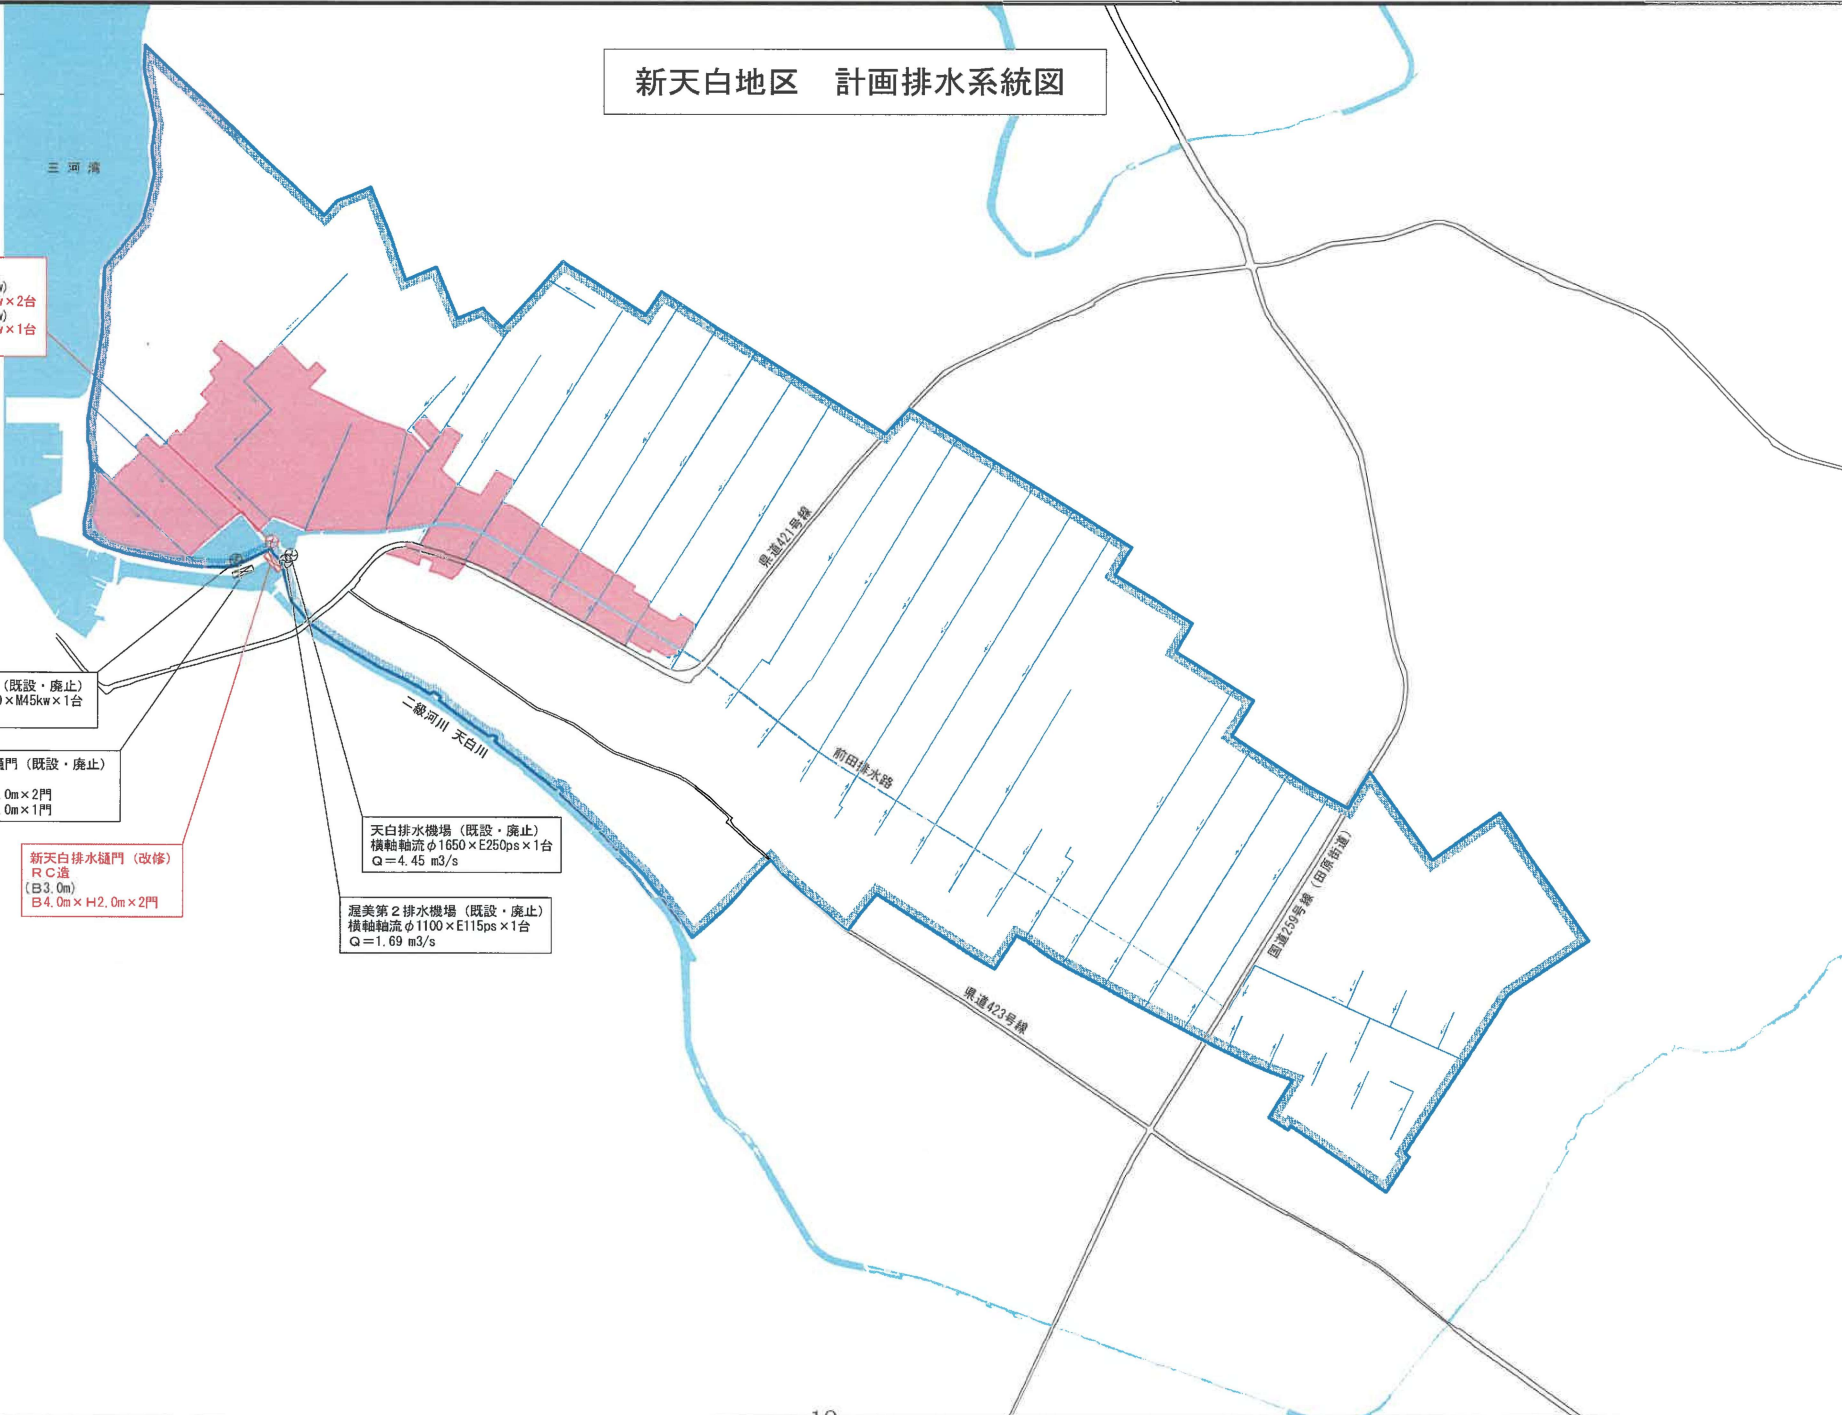 新天白地区　計画排水系統図
三 河 湾
×2台
×1台
（既設・廃止）
×M45kw×1台
門（既設・廃止）
0m×2門
0m×1門
新天白排水樋門（改修）
ＲＣ造
(B3.0m)
B4.0m×H2.0m×2門
天白排水機場（既設・廃止）
横軸軸流φ1650×E250ps×1台
Q＝4.45 m3/s
渥美第２排水機場（既設・廃止）
横軸軸流φ1100×E115ps×1台
Q＝1.69 m3/s
二級河川 天白川
県道421号線
前田排水路
国道259号線（田原街道）
県道423号線